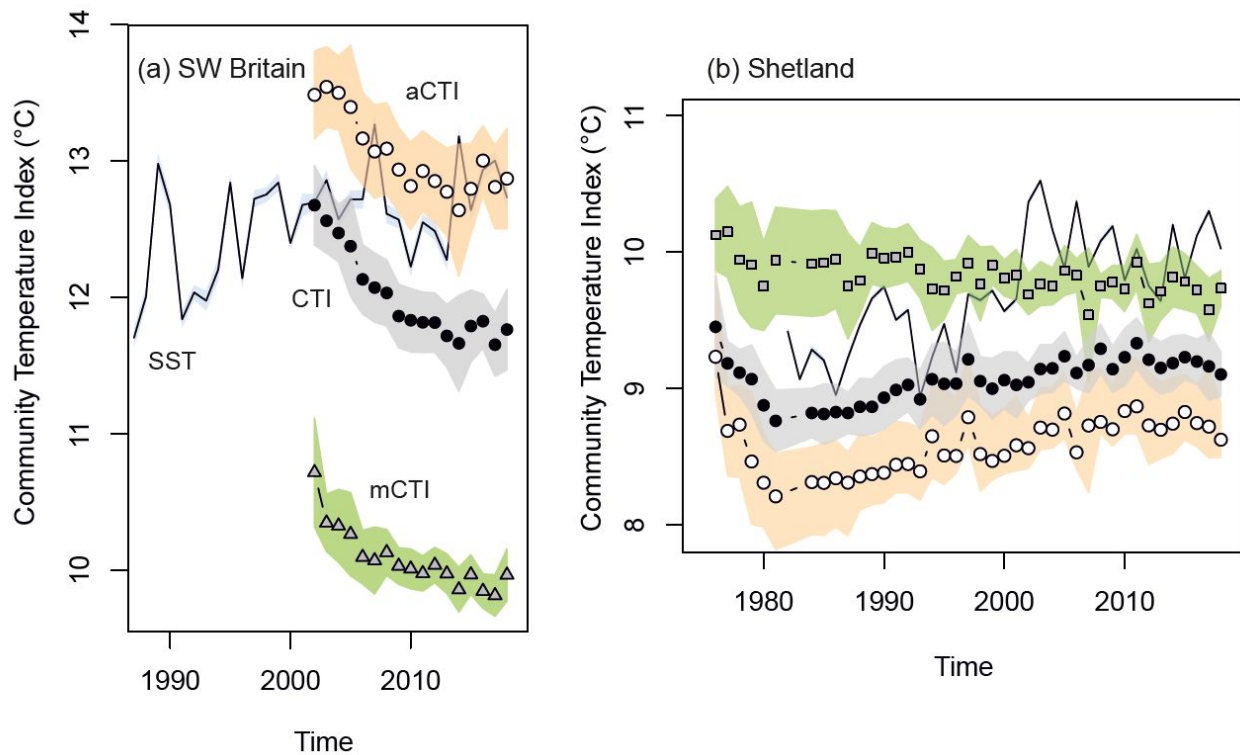 (a) SW Britain
aCTI
CTI
SST
mCTI
Community Temperature Index (°C)
14
13
12
11
10
1990 2000 2010
Time
(b) Shetland
Community Temperature Index (°C)
11
10
9
8
1980 1990 2000 2010
Time